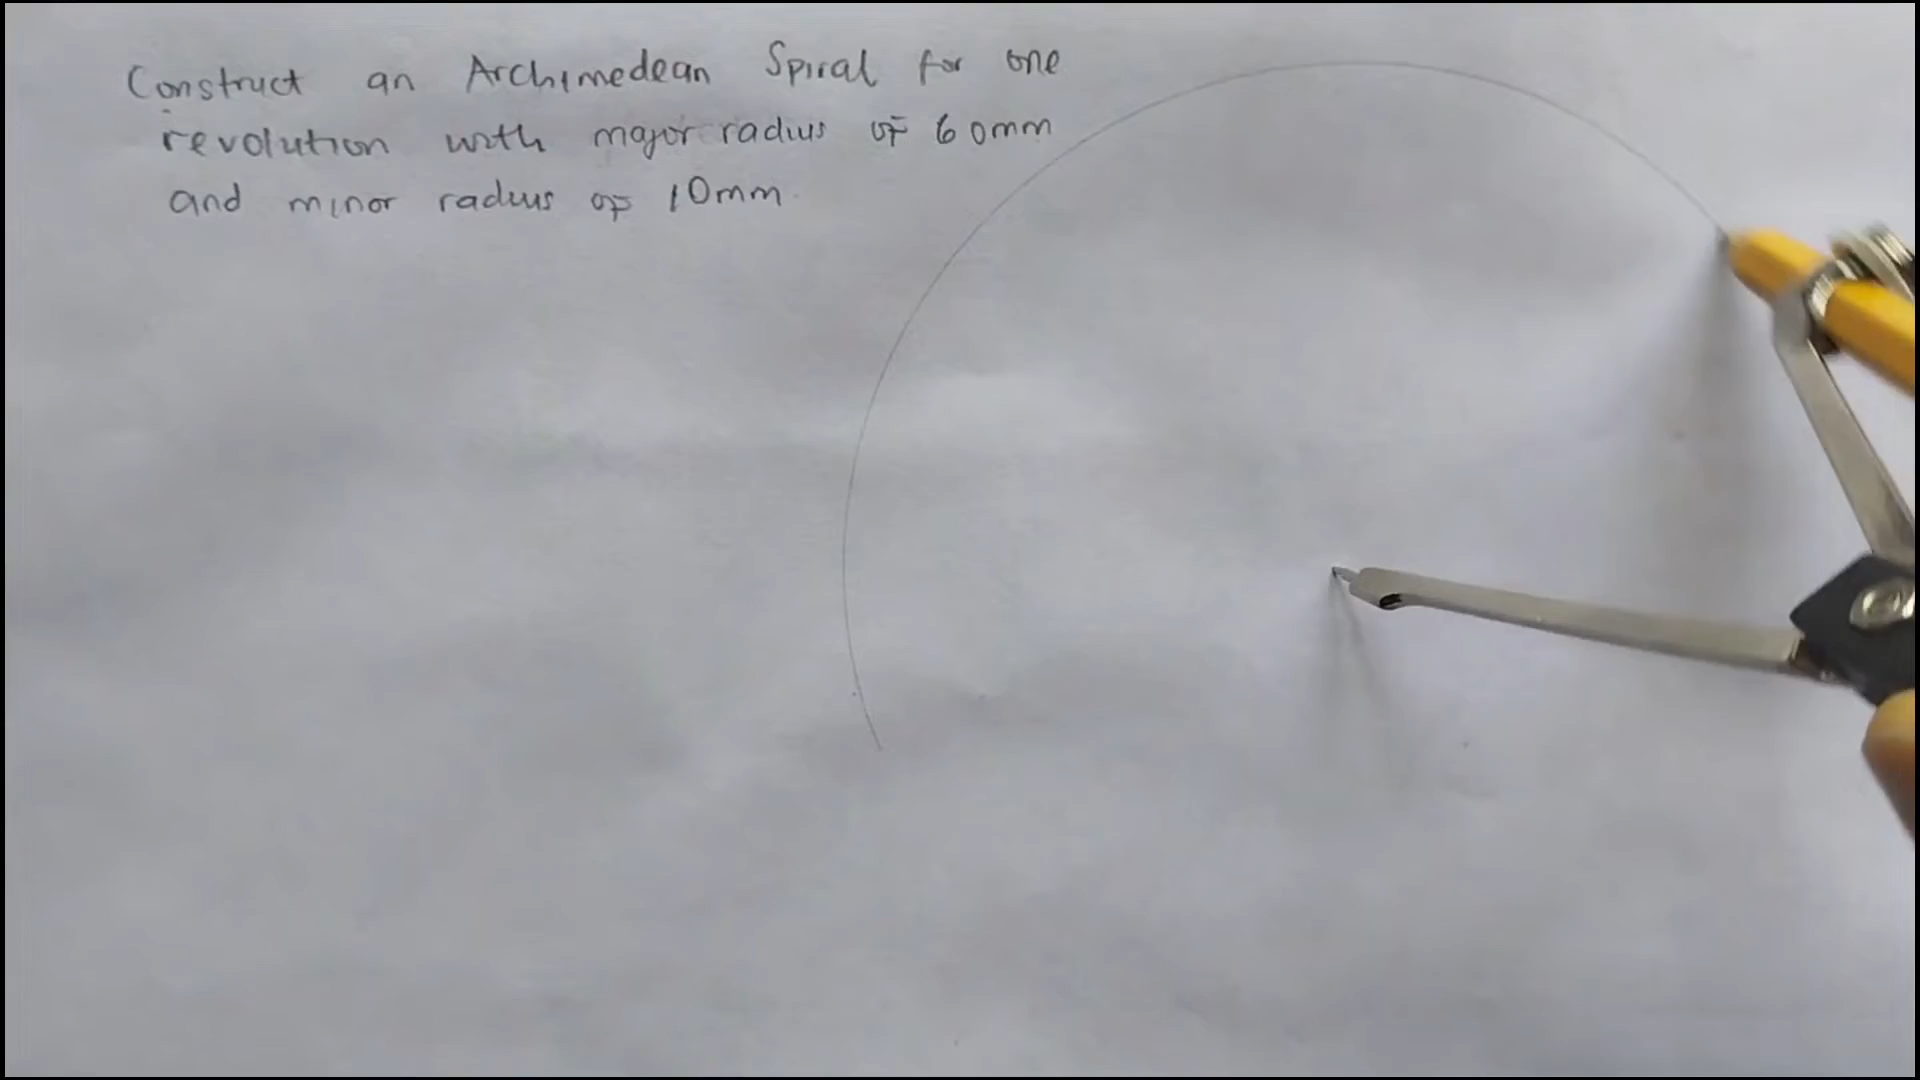 Construct an Archimedean Spiral for one
revolution with major radius of 60mm
and minor radius of 10mm.